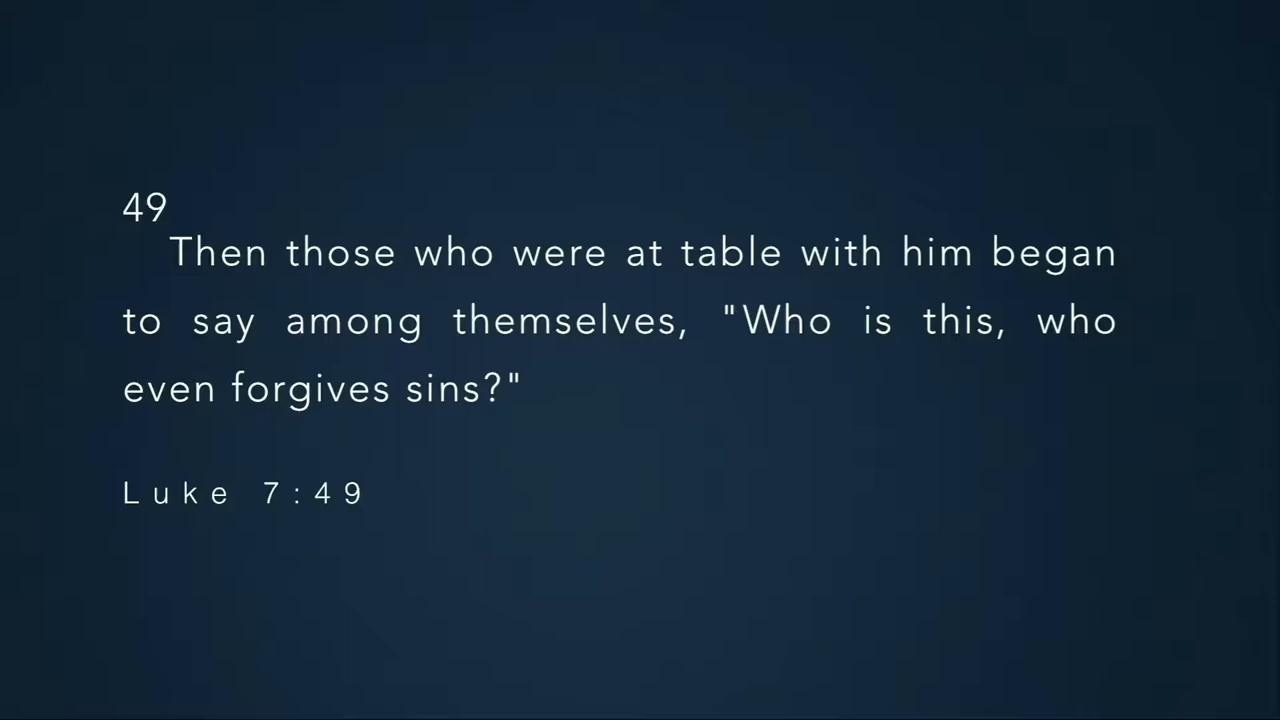 49
Then those who were at table with him began
to say among themselves, "Who is this, who
even forgives sins?"
Luke 7:49